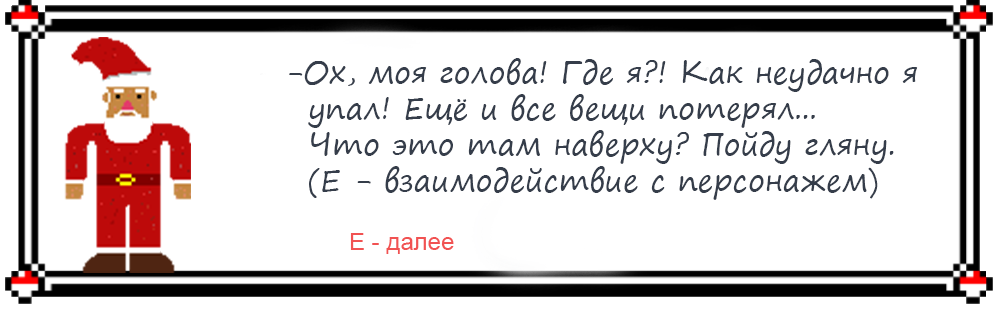 -Ох, моя голова! Где я?! Как неудачно я
упал! Ещё и все вещи потерял...
Что это там наверху? Пойду гляну.
(Е - взаимодействие с персонажем)
Е - далее